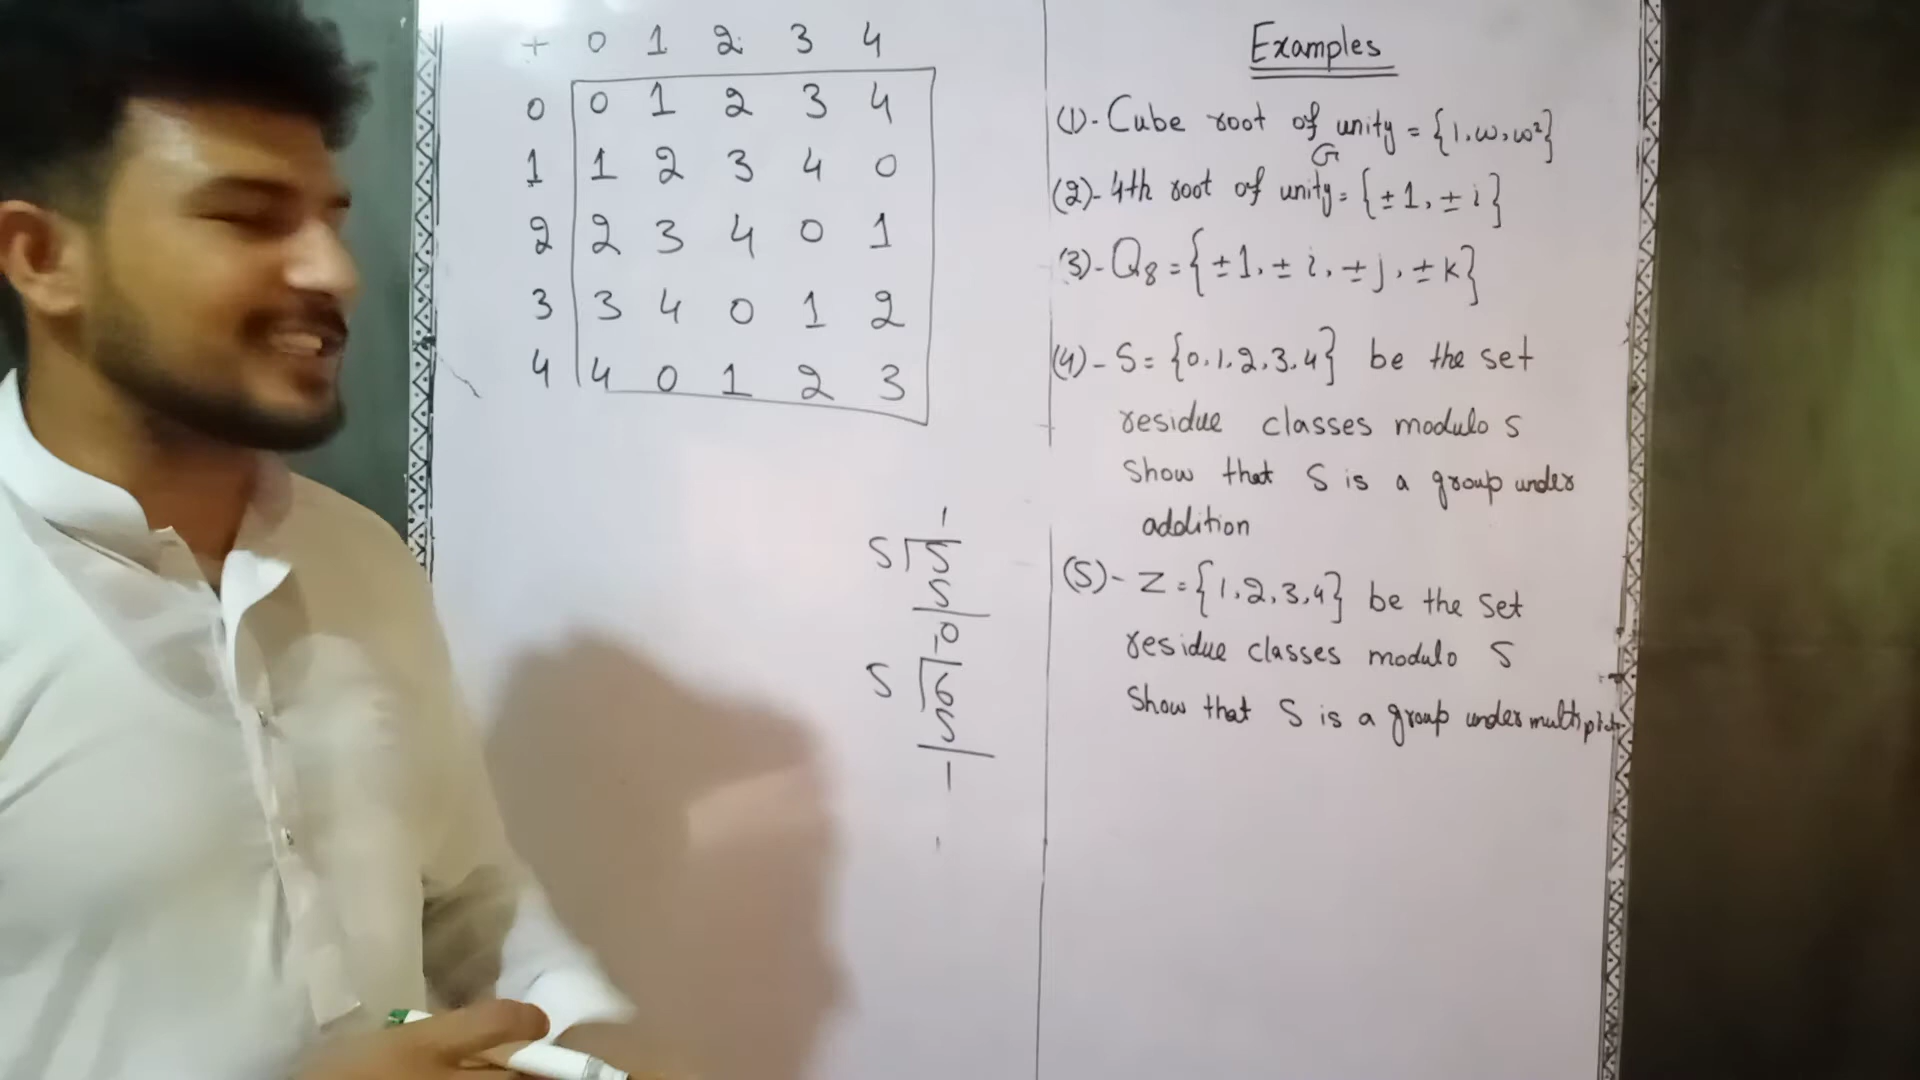 + 0 1 2 3 4
0 0 1 2 3 4
1 1 2 3 4 0
2 2 3 4 0 1
3 3 4 0 1 2
4 4 0 1 2 3
1
5 5
5
0
5 6
5
1
Examples
(1)- Cube root of unity = {1, ω, ω²}
G
(2)- 4th root of unity = {±1, ±i}
(3)- Q8 = {±1, ±i, ±j, ±k}
(4)- S = {0,1,2,3,4} be the set
residue classes modulo 5
Show that S is a group under
addition
(5)- Z = {1,2,3,4} be the set
residue classes modulo 5
Show that S is a group under